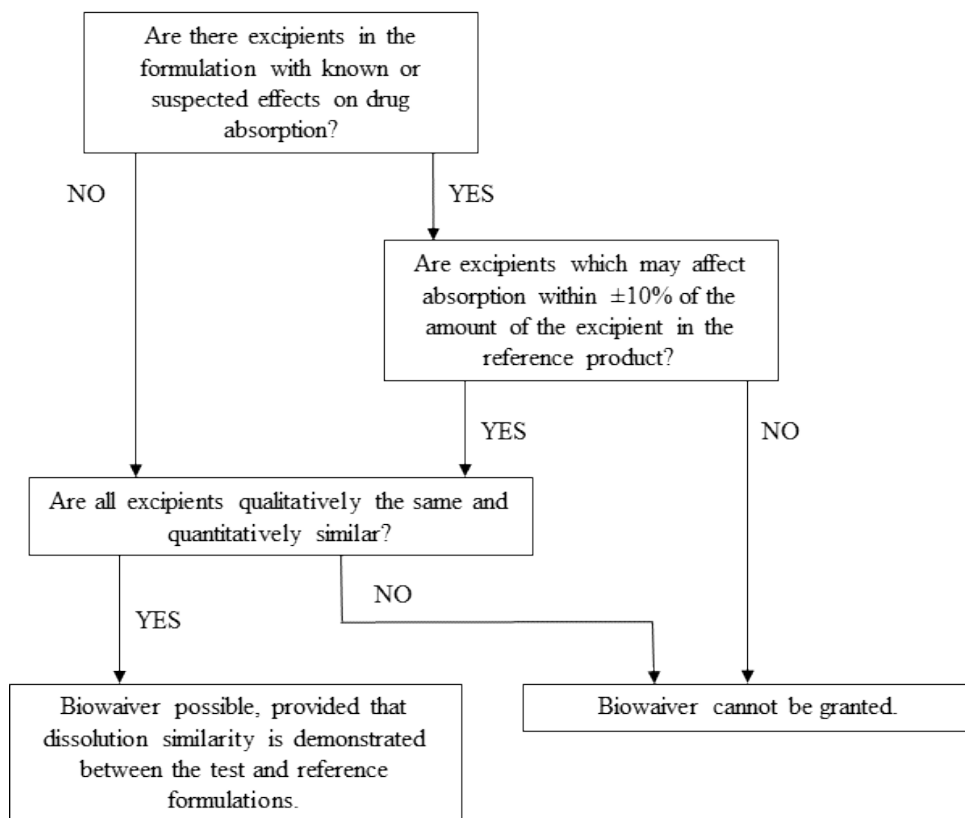 Are there excipients in the
formulation with known or
suspected effects on drug
absorption?
NO
YES
Are excipients which may affect
absorption within ±10% of the
amount of the excipient in the
reference product?
YES
NO
Are all excipients qualitatively the same and
quantitatively similar?
NO
YES
Biowaiver possible, provided that
dissolution similarity is demonstrated
between the test and reference
formulations.
Biowaiver cannot be granted.